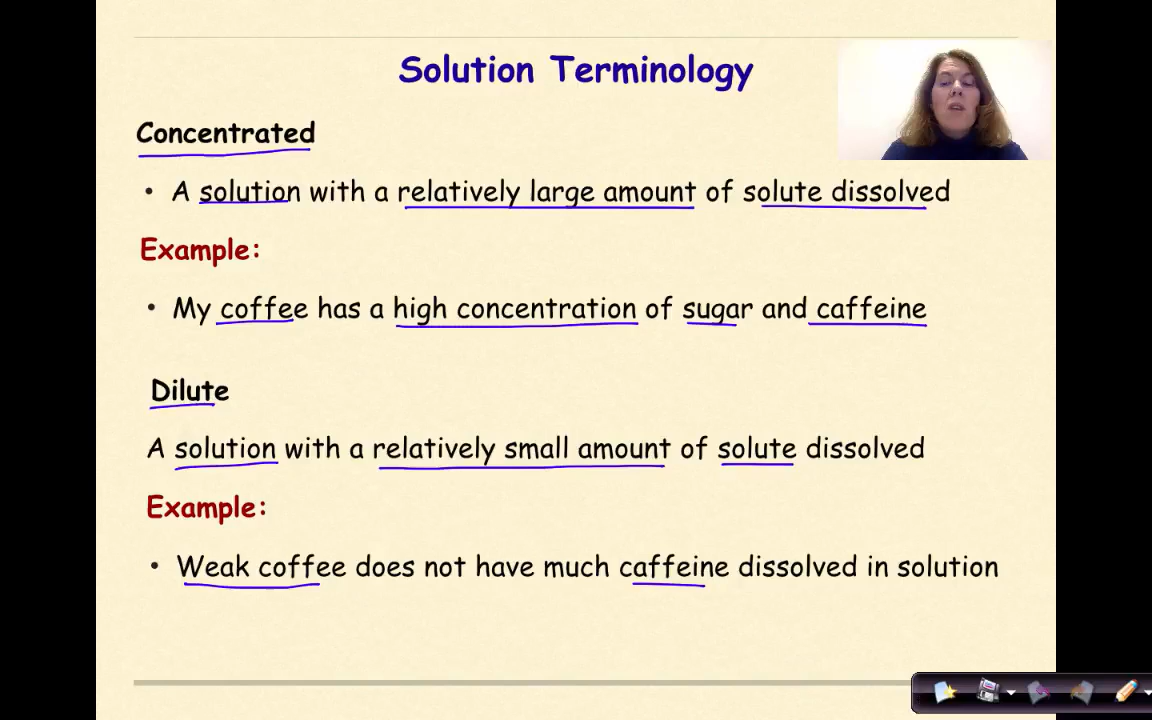 Solution Terminology
Concentrated
• A solution with a relatively large amount of solute dissolved
Example:
• My coffee has a high concentration of sugar and caffeine
Dilute
A solution with a relatively small amount of solute dissolved
Example:
• Weak coffee does not have much caffeine dissolved in solution